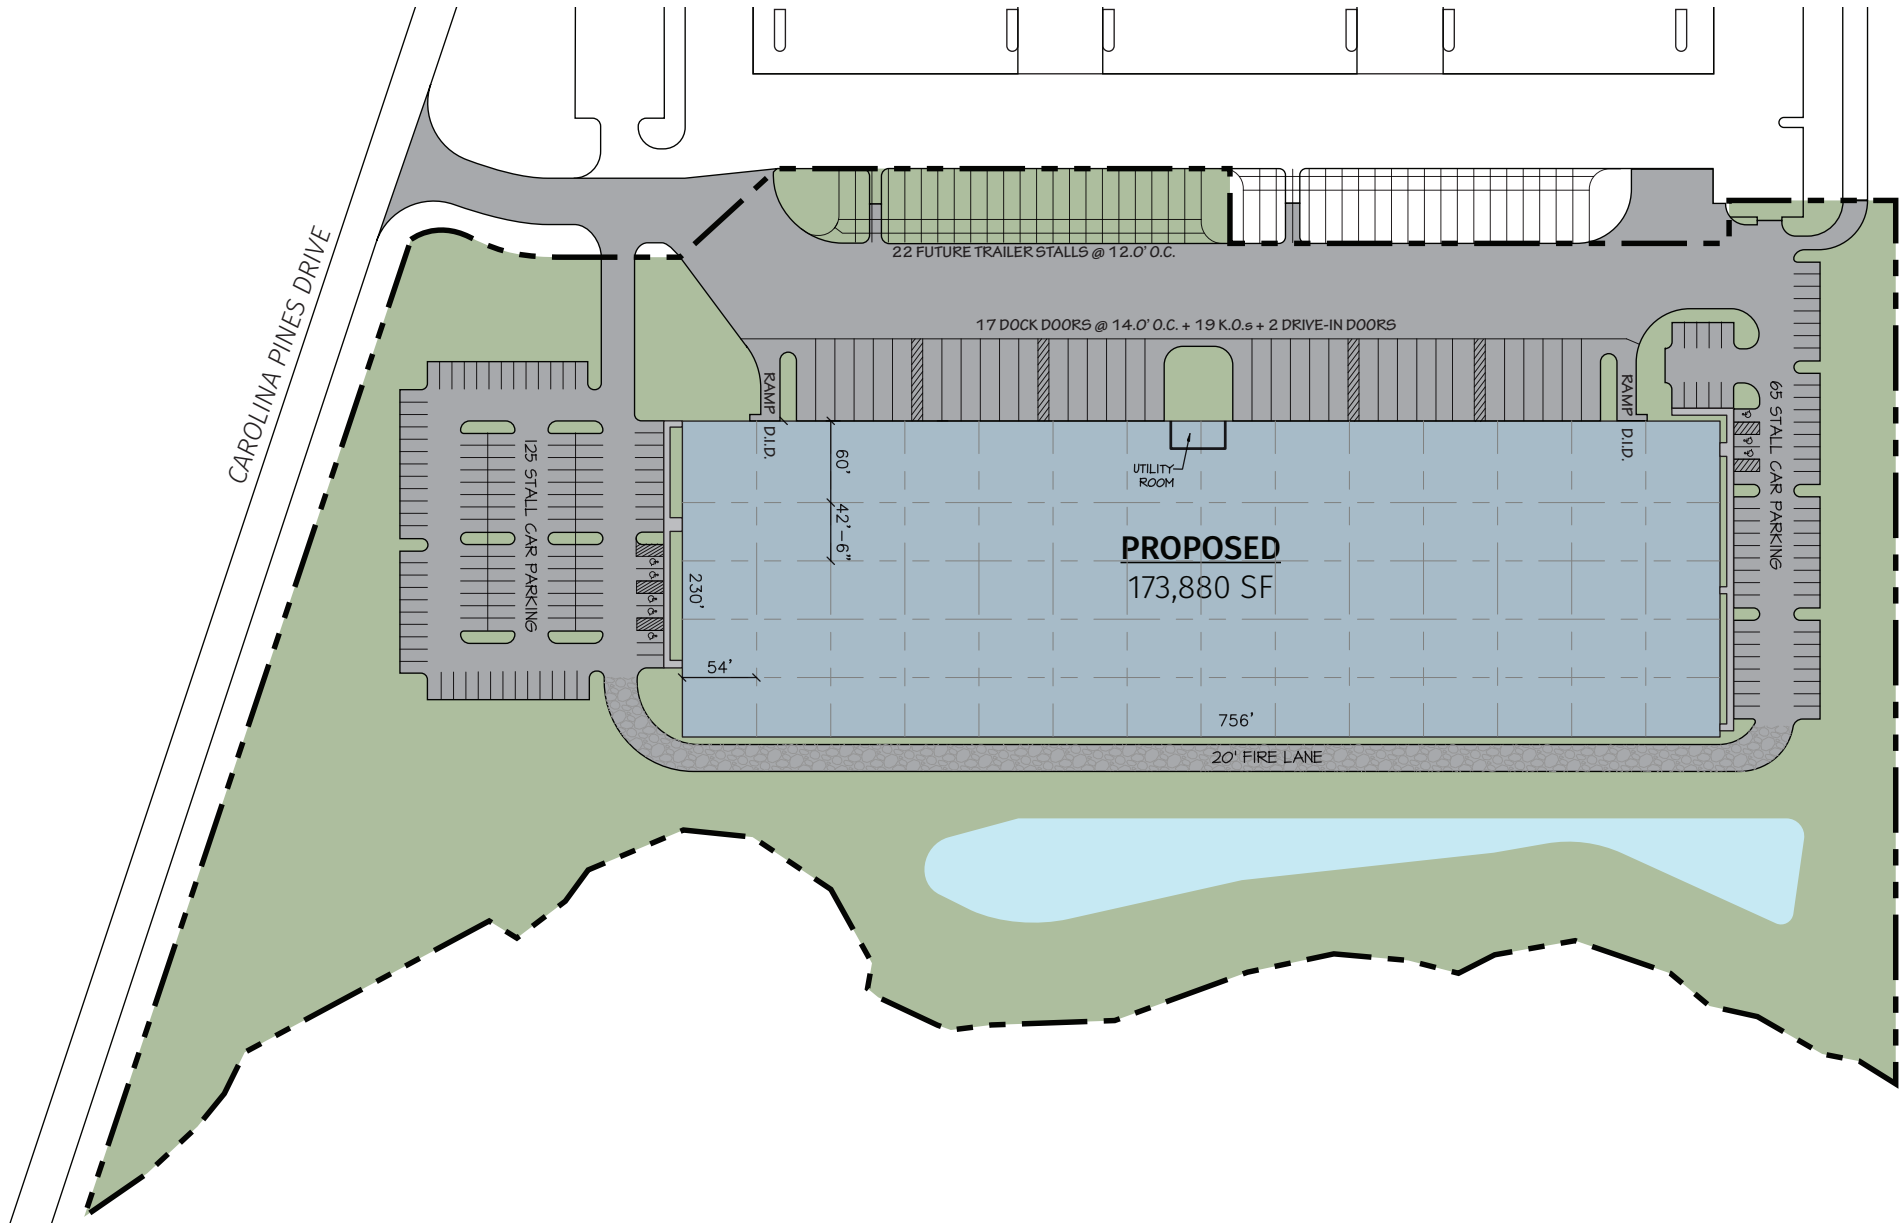 CAROLINA PINES DRIVE
22 FUTURE TRAILER STALLS @ 12.0' O.C.
17 DOCK DOORS @ 14.0' O.C. + 19 K.O.s + 2 DRIVE-IN DOORS
RAMP
D.I.D.
RAMP
D.I.D.
125 STALL CAR PARKING
65 STALL CAR PARKING
60'
42'-6"
UTILITY
ROOM
PROPOSED
173,880 SF
230'
54'
756'
20' FIRE LANE